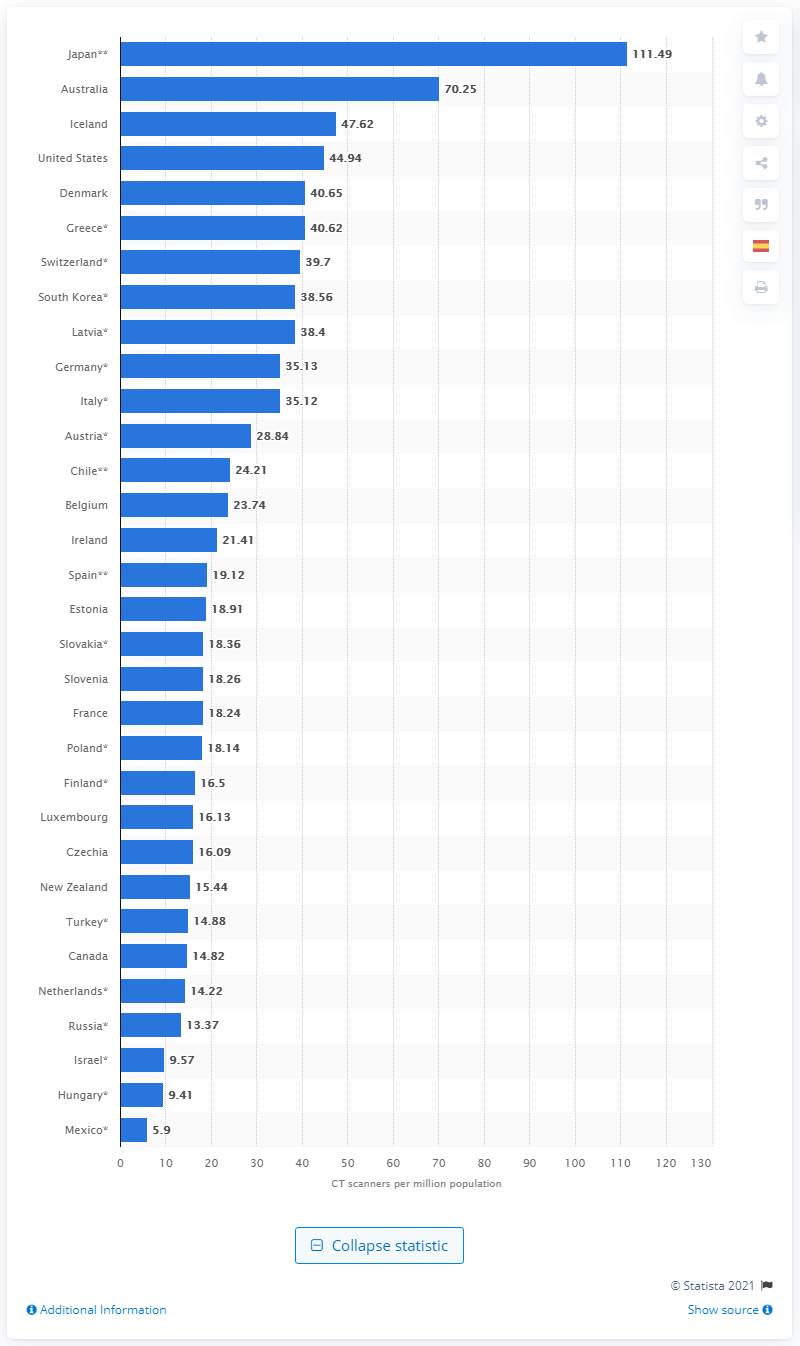 Japan** 111.49
Australia 70.25
Iceland 47.62
United States 44.94
Denmark 40.65
Greece* 40.62
Switzerland* 39.7
South Korea* 38.56
Latvia* 38.4
Germany* 35.13
Italy* 35.12
Austria* 28.84
Chile** 24.21
Belgium 23.74
Ireland 21.41
Spain** 19.12
Estonia 18.91
Slovakia* 18.36
Slovenia 18.26
France 18.24
Poland* 18.14
Finland* 16.5
Luxembourg 16.13
Czechia 16.09
New Zealand 15.44
Turkey* 14.88
Canada 14.82
Netherlands* 14.22
Russia* 13.37
Israel* 9.57
Hungary* 9.41
Mexico* 5.9
0 10 20 30 40 50 60 70 80 90 100 110 120 130
CT scanners per million population
Collapse statistic
© Statista 2021
Additional Information Show source